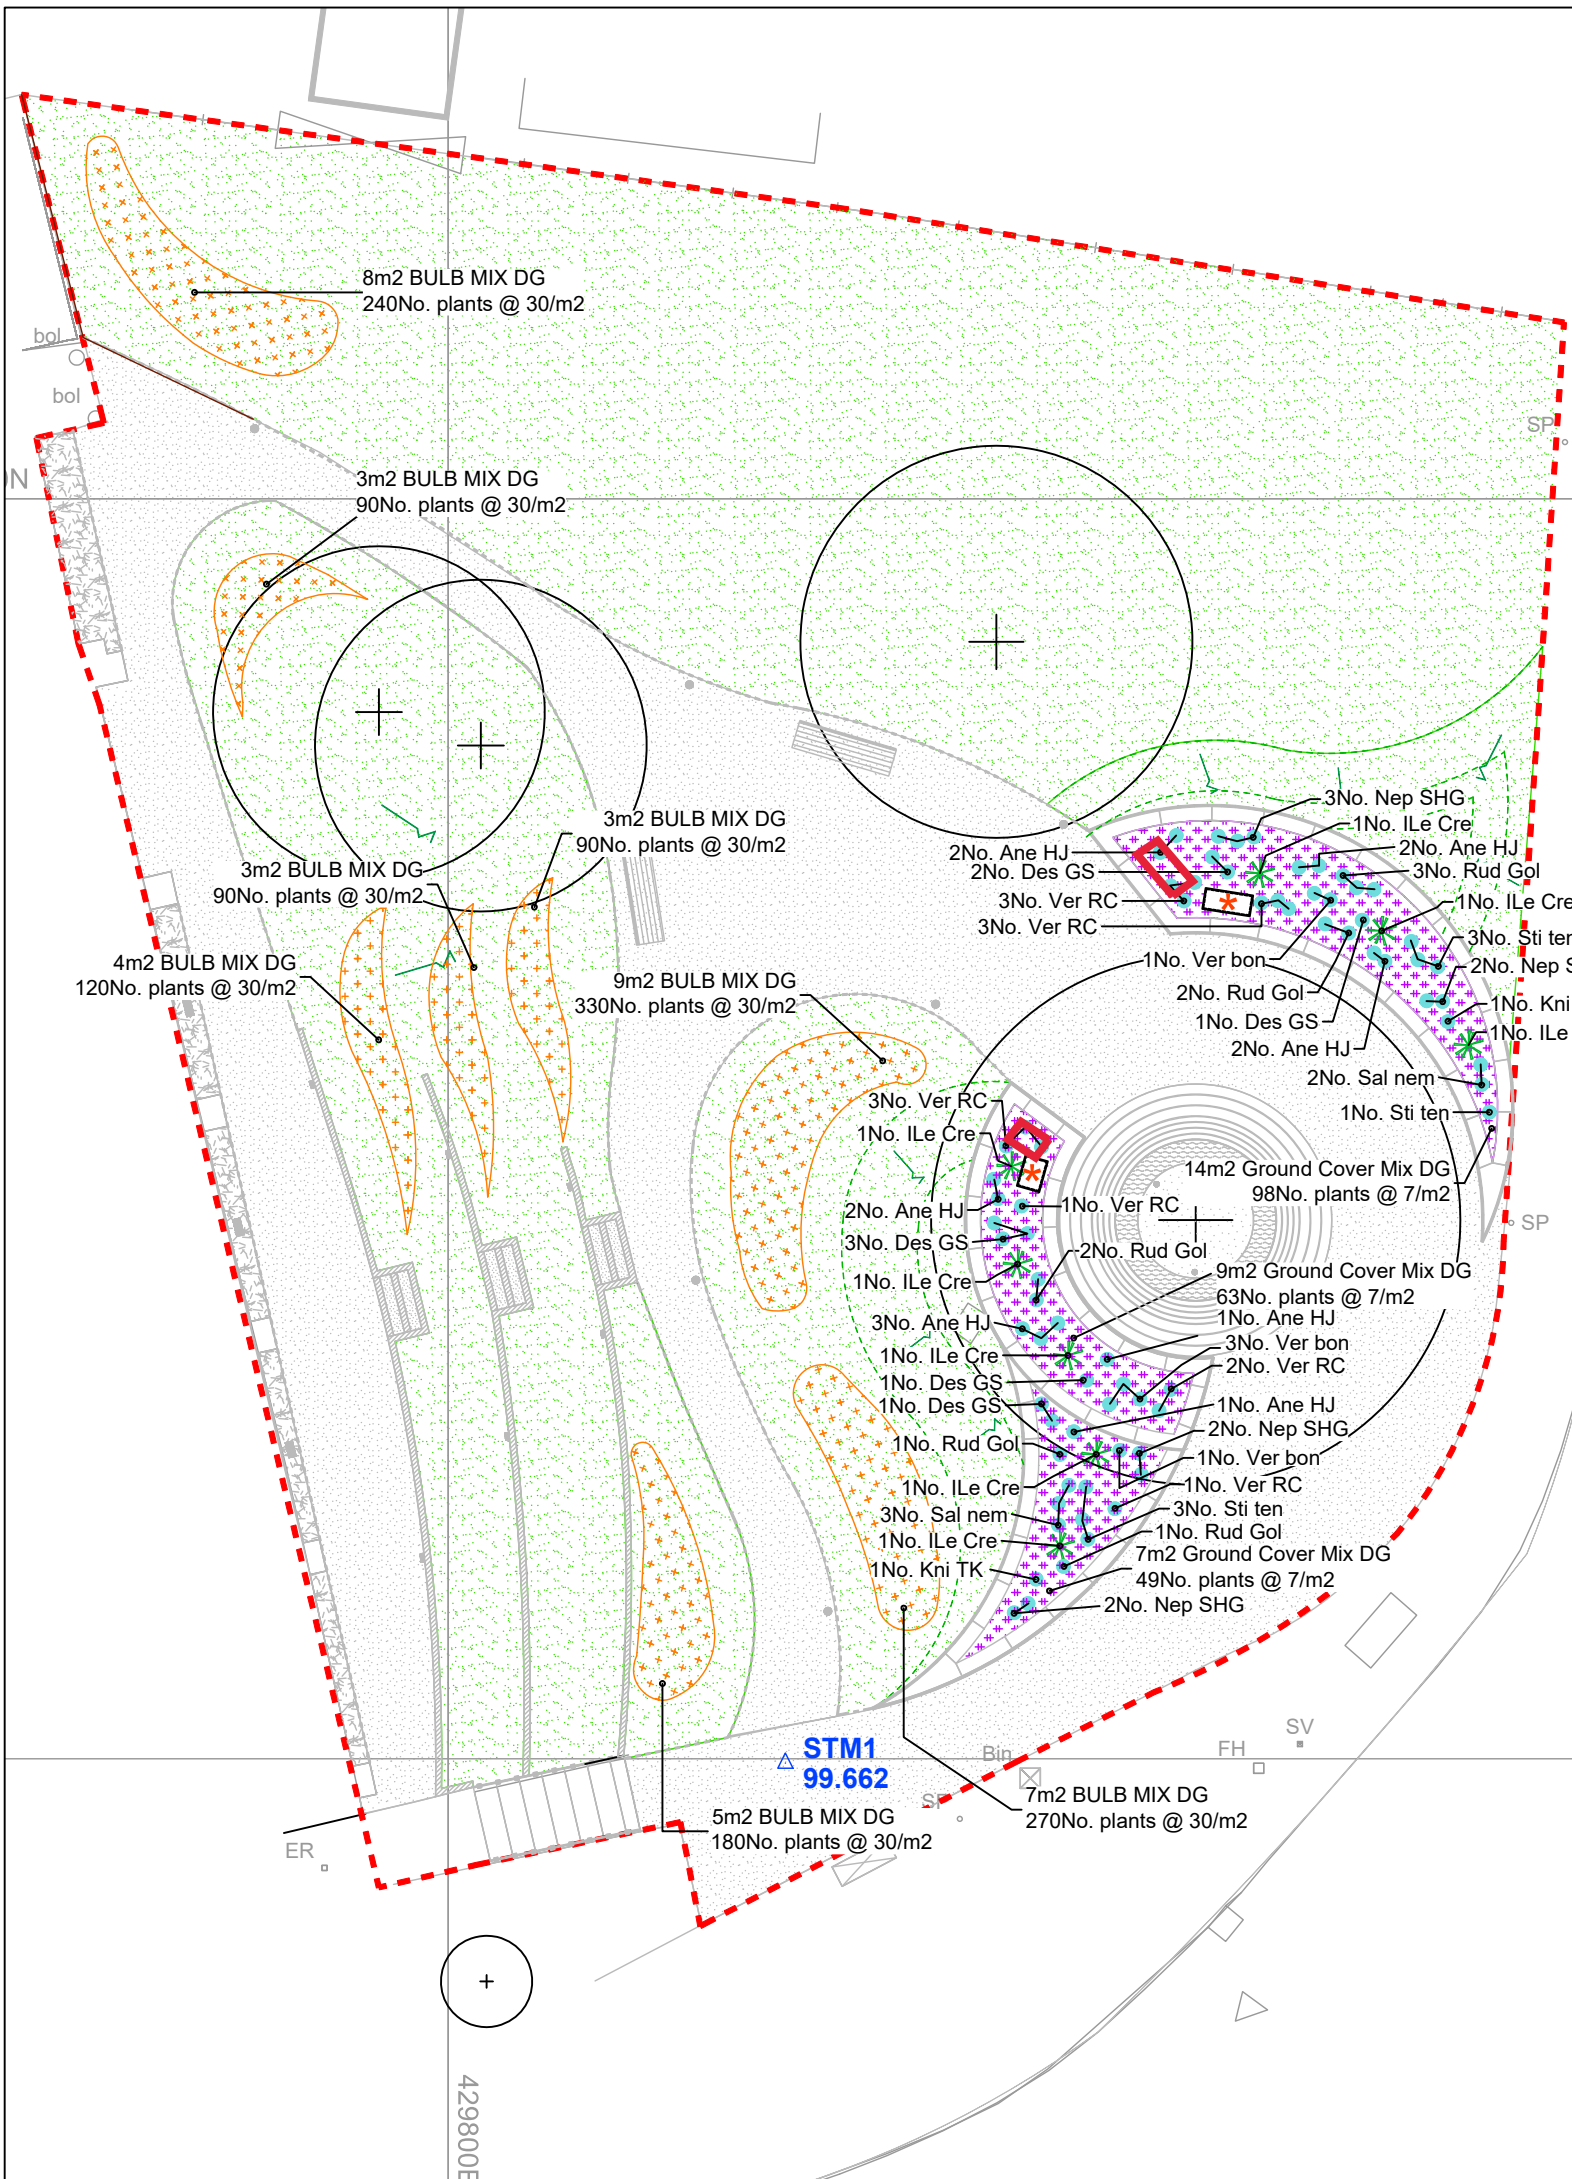 8m2 BULB MIX DG
240No. plants @ 30/m2
bol
bol
SP
3m2 BULB MIX DG
90No. plants @ 30/m2
3m2 BULB MIX DG
90No. plants @ 30/m2
3m2 BULB MIX DG
90No. plants @ 30/m2
4m2 BULB MIX DG
120No. plants @ 30/m2
9m2 BULB MIX DG
330No. plants @ 30/m2
3No. Nep SHG
1No. ILe Cre
2No. Ane HJ
2No. Ane HJ
2No. Des GS
3No. Rud Gol
3No. Ver RC
1No. ILe Cre
3No. Ver RC
3No. Sti ter
1No. Ver bon
2No. Nep S
2No. Rud Gol
1No. Kni
1No. Des GS
1No. ILe
2No. Ane HJ
2No. Sal nem
1No. Sti ten
3No. Ver RC
1No. ILe Cre
14m2 Ground Cover Mix DG
98No. plants @ 7/m2
2No. Ane HJ
1No. Ver RC
SP
3No. Des GS
2No. Rud Gol
1No. ILe Cre
9m2 Ground Cover Mix DG
63No. plants @ 7/m2
3No. Ane HJ
1No. Ane HJ
3No. Ver bon
1No. ILe Cre
2No. Ver RC
1No. Des GS
1No. Des GS
1No. Ane HJ
2No. Nep SHG
1No. Rud Gol
1No. Ver bon
1No. ILe Cre
1No. Ver RC
3No. Sal nem
3No. Sti ten
1No. ILe Cre
1No. Rud Gol
7m2 Ground Cover Mix DG
49No. plants @ 7/m2
1No. Kni TK
2No. Nep SHG
STM1
99.662
Bin
FH
SV
7m2 BULB MIX DG
270No. plants @ 30/m2
5m2 BULB MIX DG
180No. plants @ 30/m2
ER
429800E